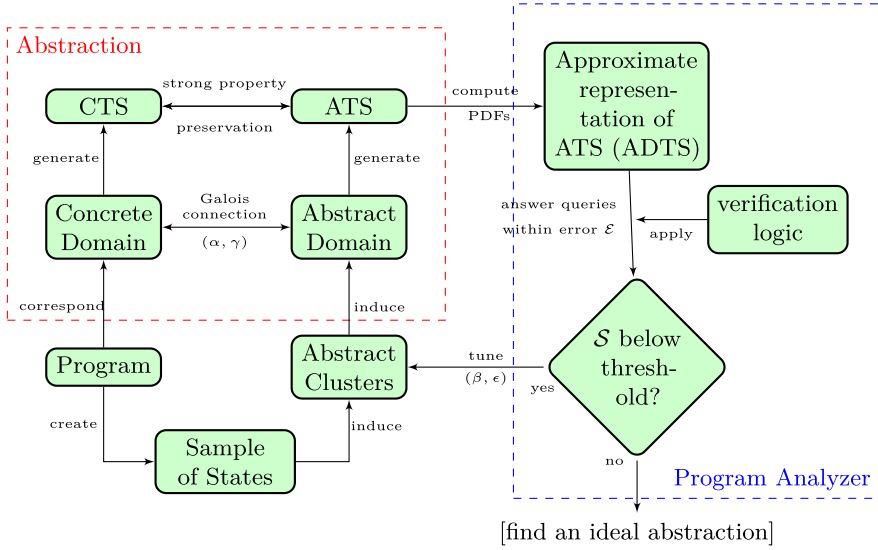 Abstraction
CTS
strong property
preservation
ATS
compute
PDFs
Approximate
represen-
tation of
ATS (ADTS)
generate
generate
Concrete
Domain
Galois
connection
(α, γ)
Abstract
Domain
answer queries
within error ℰ
apply
verification
logic
correspond
induce
Program
Abstract
Clusters
tune
(β, ϵ)
yes
𝒮 below
thresh-
old?
create
Sample
of States
induce
no
Program Analyzer
[find an ideal abstraction]